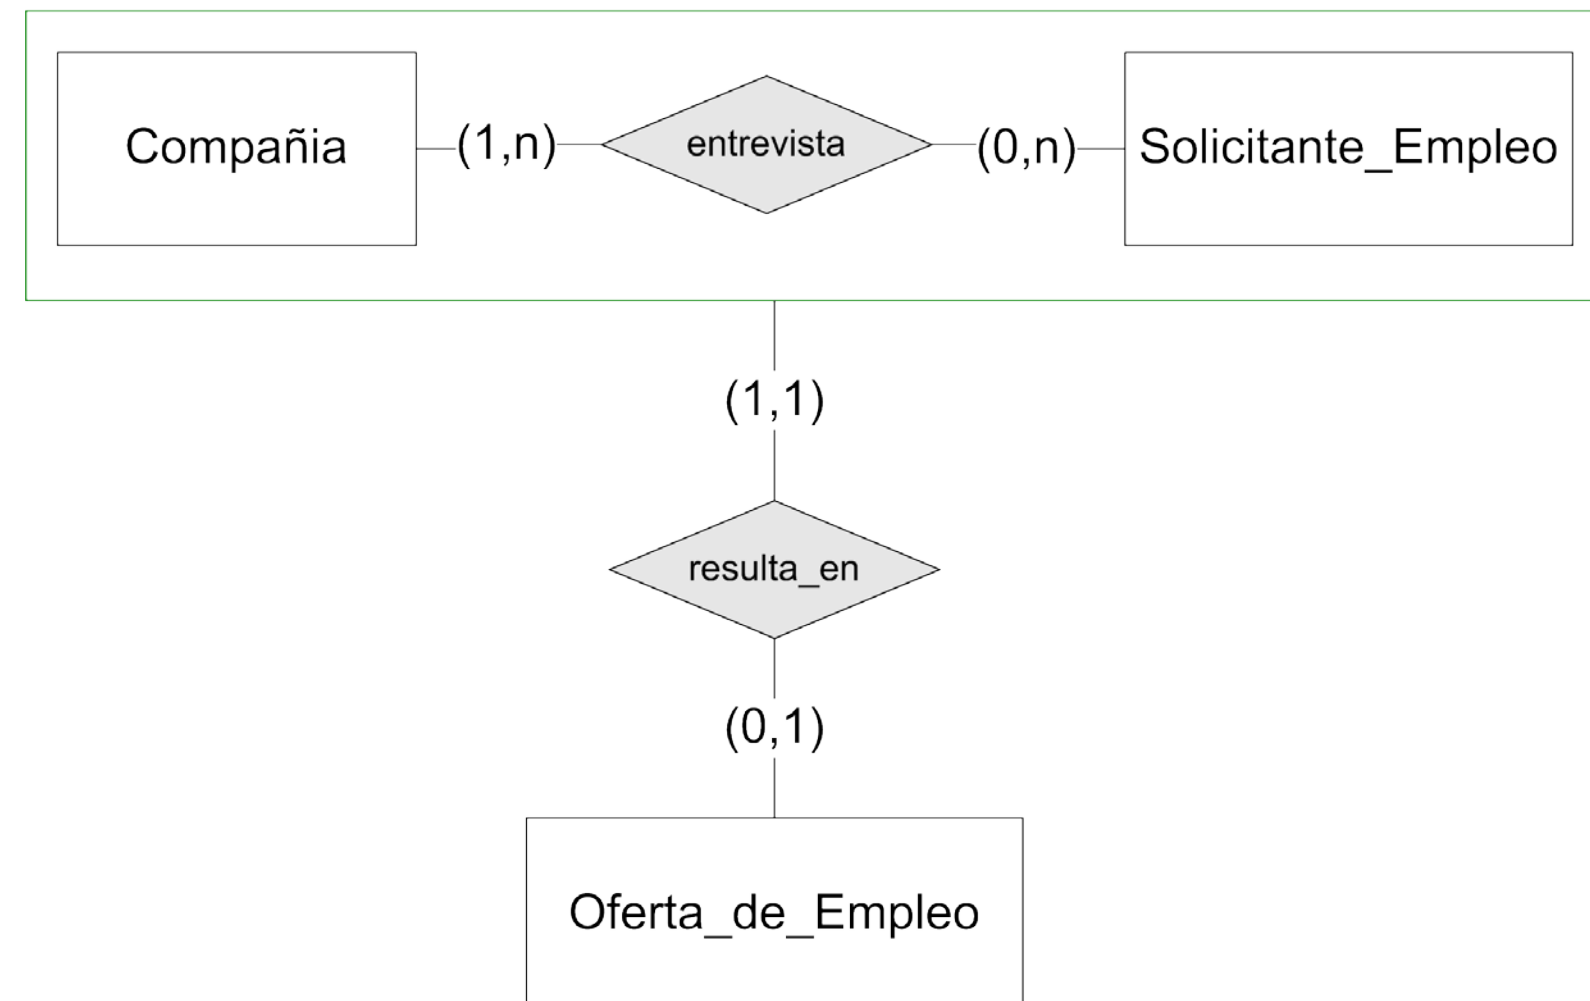 Compañia
(1,n)
entrevista
(0,n)
Solicitante_Empleo
(1,1)
resulta_en
(0,1)
Oferta_de_Empleo